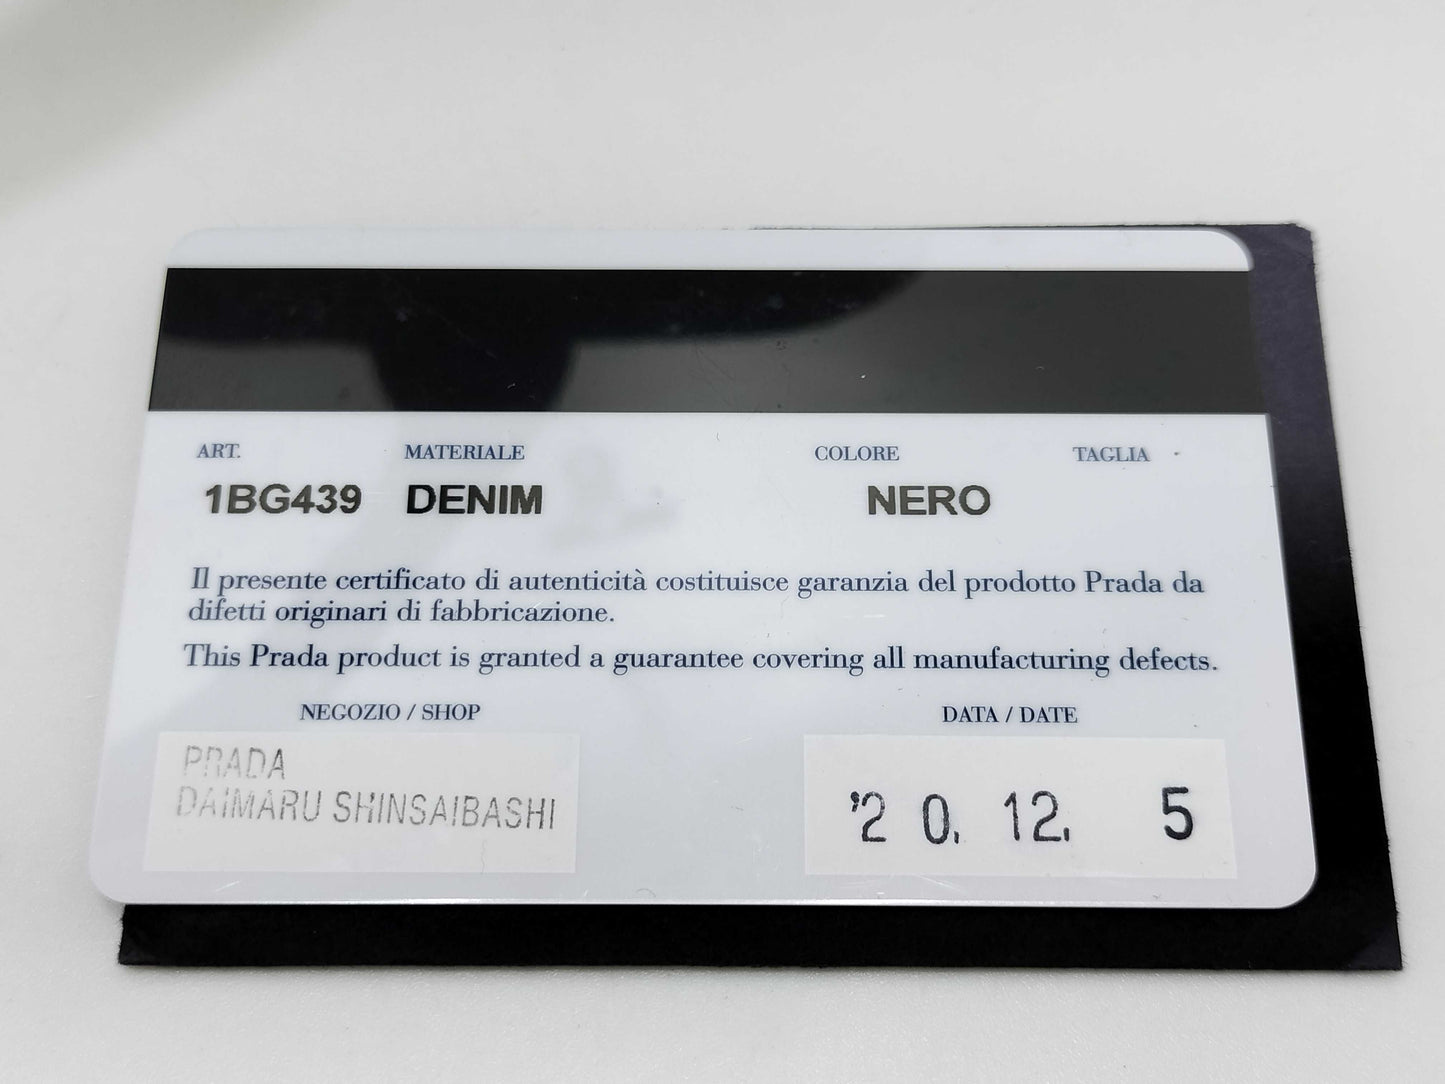 ART. MATERIALE COLORE TAGLIA
1BG439 DENIM NERO
Il presente certificato di autenticità costituisce garanzia del prodotto Prada da
difetti originari di fabbricazione.
This Prada product is granted a guarantee covering all manufacturing defects.
NEGOZIO / SHOP DATA / DATE
PRADA
DAIMARU SHINSAIBASHI
'20. 12. 5